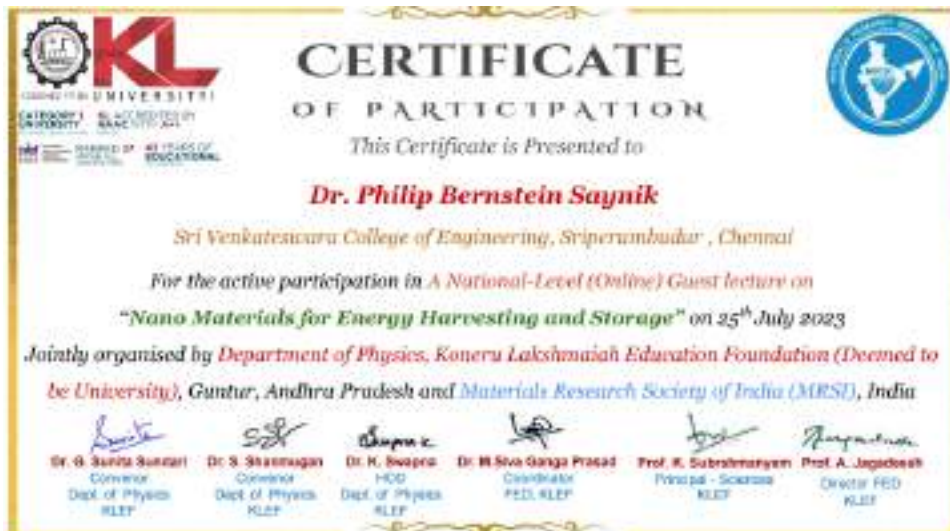 KL
UNIVERSITY
CATEGORY 1
UNIVERSITY
EDUCATIONAL
CERTIFICATE
OF PARTICIPATION
This Certificate is Presented to
Dr. Philip Bernstein Saynik
Sri Venkateswara College of Engineering, Sriperumbudur , Chennai
For the active participation in A National-Level (Online) Guest lecture on
“Nano Materials for Energy Harvesting and Storage” on 25th July 2023
Jointly organised by Department of Physics, Koneru Lakshmaiah Education Foundation (Deemed to
be University), Guntur, Andhra Pradesh and Materials Research Society of India (MRSI), India
Dr. G. Sunita Sundari Dr. S. Shanmugan Dr. K. Swapna Dr. M.Siva Ganga Prasad Prof. K. Subrahmanyam Prof. A. Jagadeesh
Convenor Convenor HOD Coordinator Principal - Sciences Director FED
Dept. of Physics Dept. of Physics Dept. of Physics FED, KLEF KLEF KLEF
KLEF KLEF KLEF